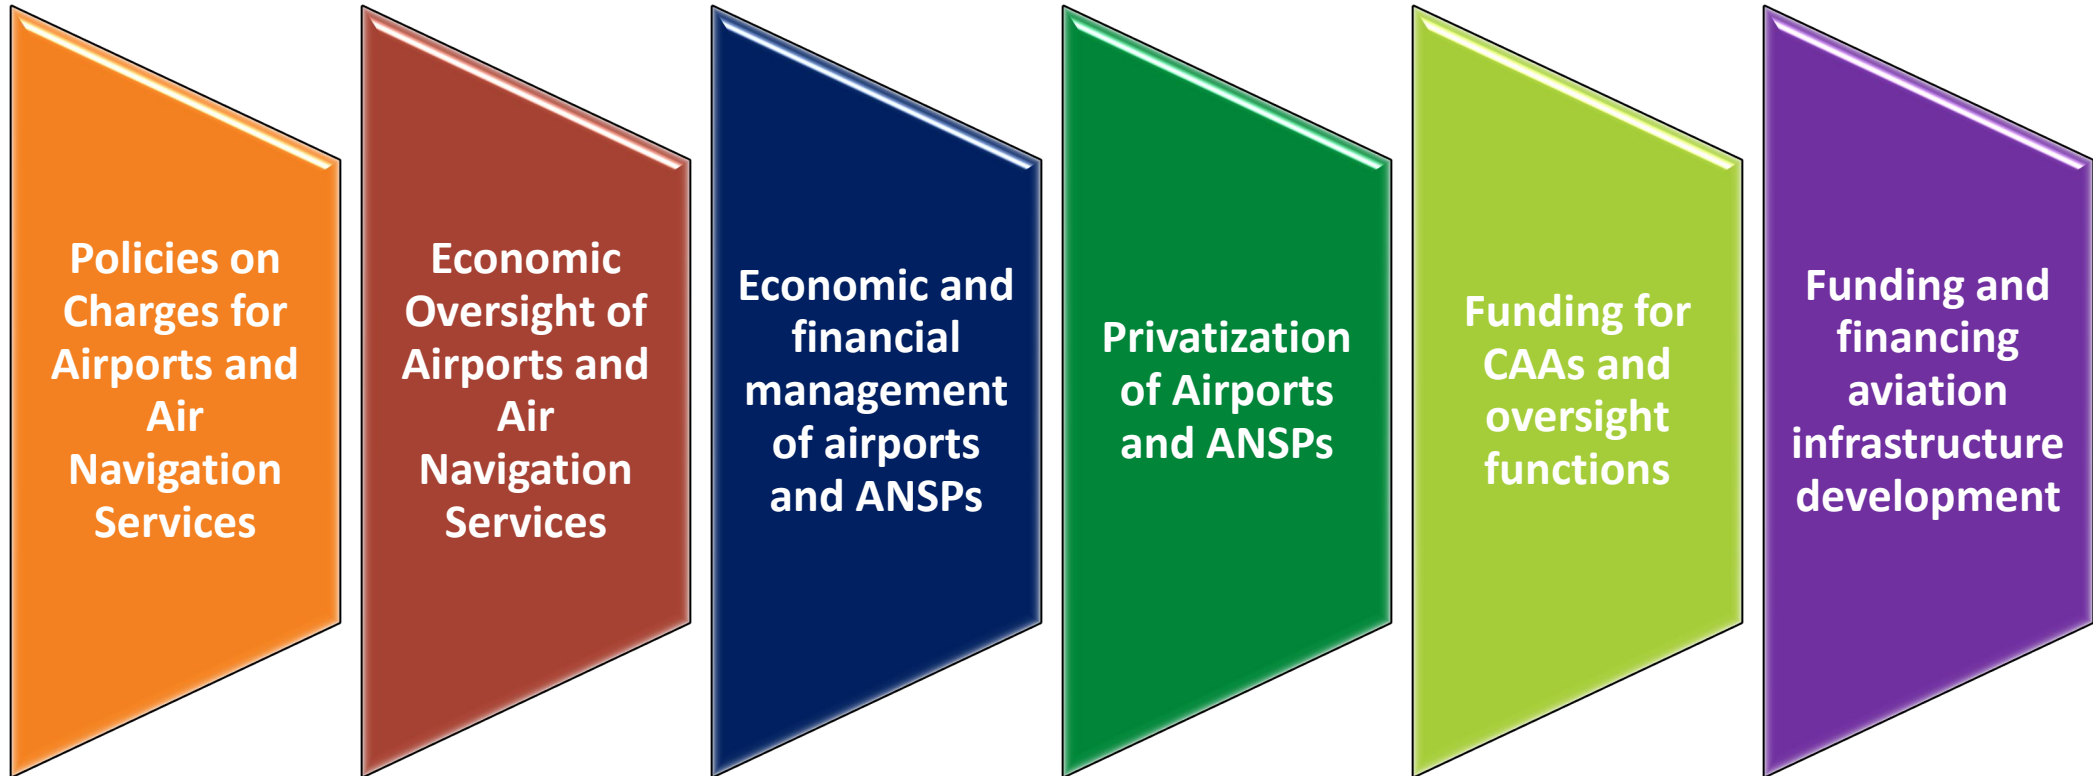 Policies on
Charges for
Airports and
Air
Navigation
Services
Economic
Oversight of
Airports and
Air
Navigation
Services
Economic and
financial
management
of airports
and ANSPs
Privatization
of Airports
and ANSPs
Funding for
CAAs and
oversight
functions
Funding and
financing
aviation
infrastructure
development